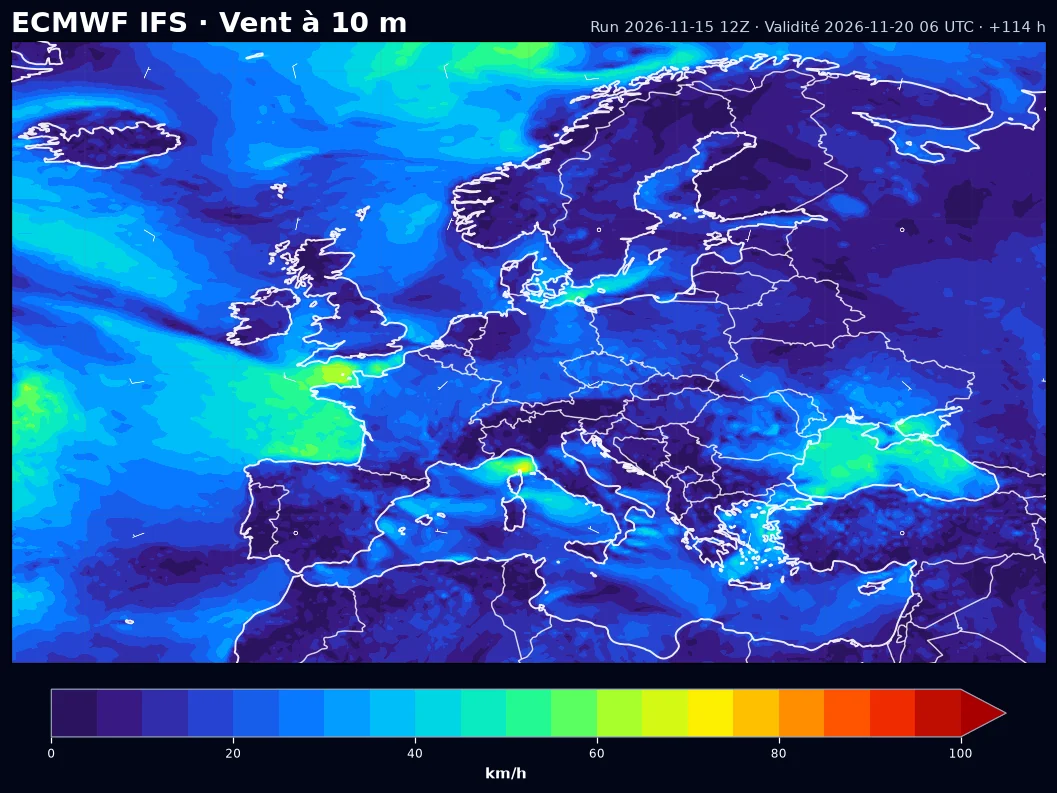 ECMWF IFS · Vent à 10 m
Run 2026-11-15 12Z · Validité 2026-11-20 06 UTC · +114 h
0 20 40 60 80 100
km/h